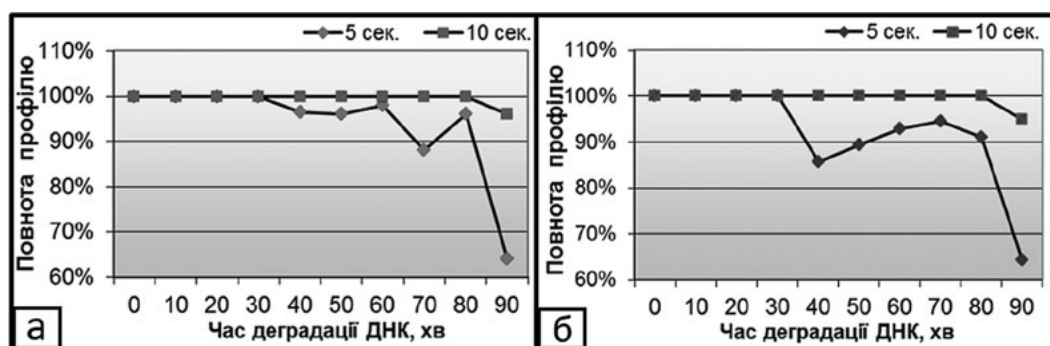 5 сек. 10 сек.
110%
100%
90%
80%
70%
60%
Повнота профілю
0 10 20 30 40 50 60 70 80 90
Час деградації ДНК, хв
а
5 сек. 10 сек.
110%
100%
90%
80%
70%
60%
Повнота профілю
0 10 20 30 40 50 60 70 80 90
Час деградації ДНК, хв
б